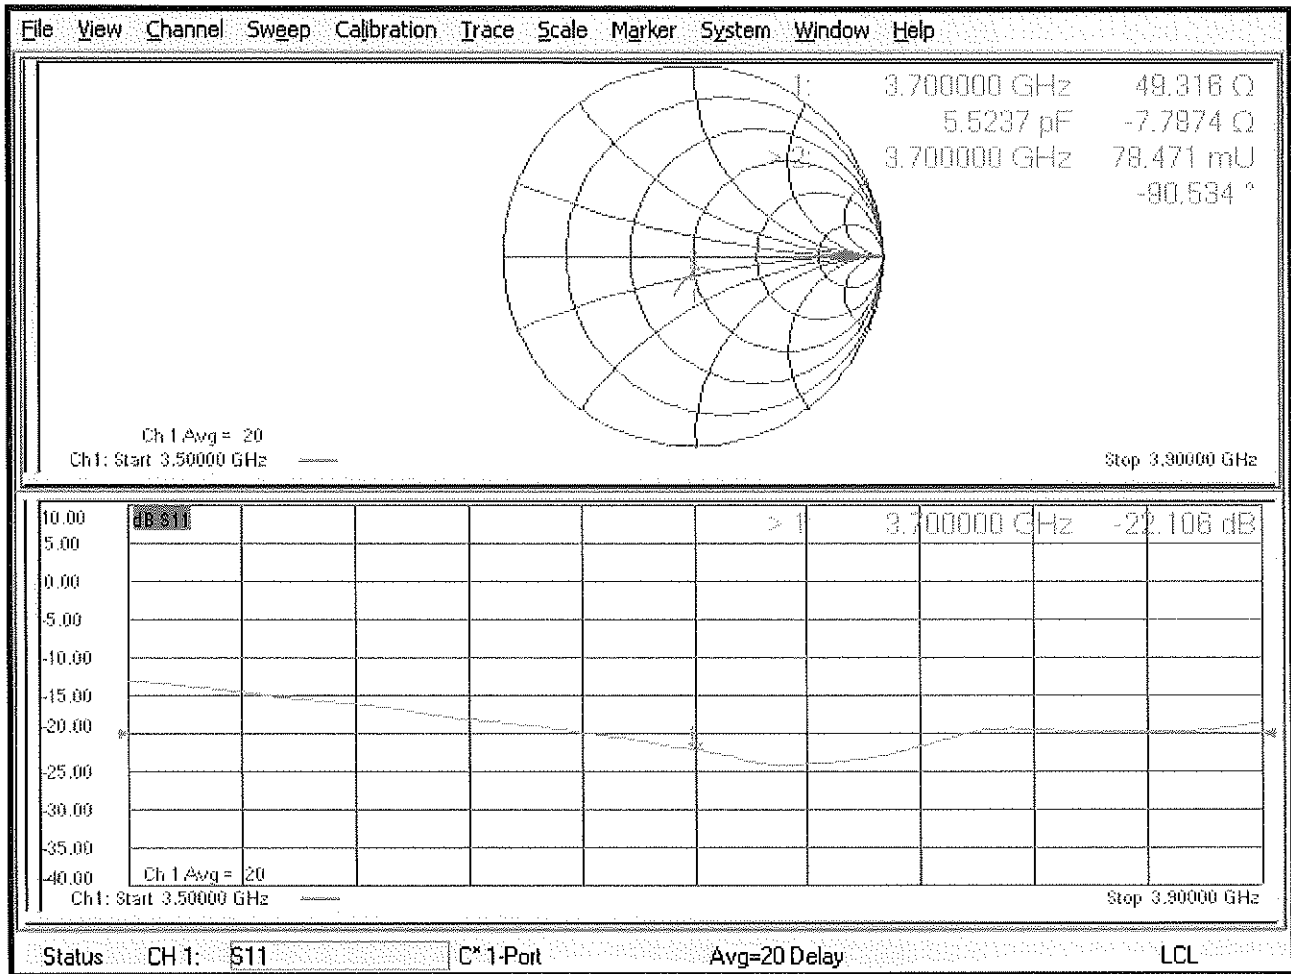 File View Channel Sweep Calibration Trace Scale Marker System Window Help
1: 3.700000 GHz 49.316 Ω
5.5237 pF -7.7874 Ω
> 2: 3.700000 GHz 78.471 mU
-90.534 °
Ch 1 Avg = 20
Ch1: Start 3.50000 GHz Stop 3.90000 GHz
10.00 dB S11 > 1: 3.700000 GHz -22.106 dB
5.00
0.00
-5.00
-10.00
-15.00
-20.00
-25.00
-30.00
-35.00
-40.00 Ch 1 Avg = 20
Ch1: Start 3.50000 GHz Stop 3.90000 GHz
Status CH 1: S11 C* 1-Port Avg=20 Delay LCL